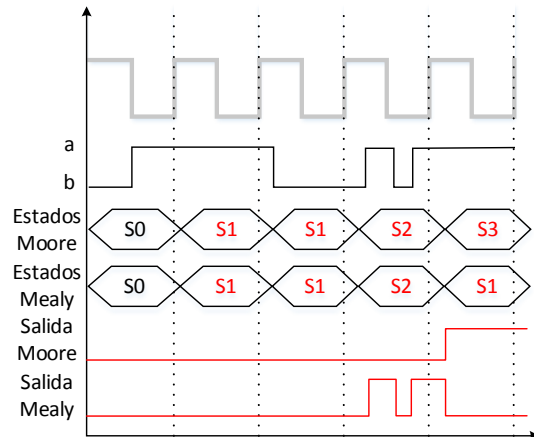 a
b
Estados Moore S0 S1 S1 S2 S3
Estados Mealy S0 S1 S1 S2 S1
Salida Moore
Salida Mealy